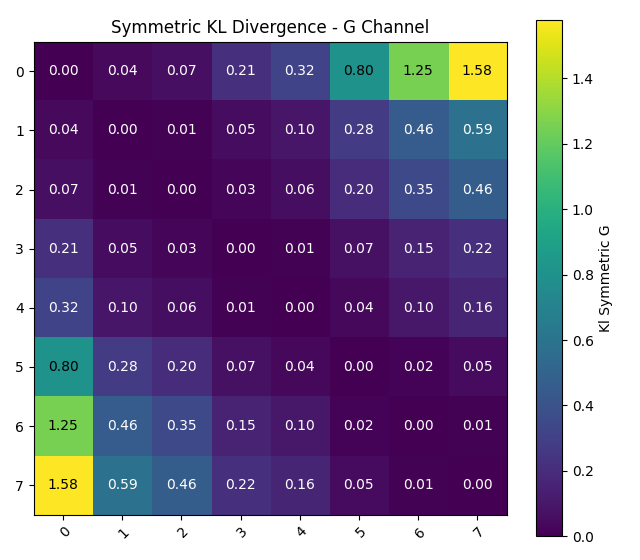 Symmetric KL Divergence - G Channel
0 0.00 0.04 0.07 0.21 0.32 0.80 1.25 1.58
1 0.04 0.00 0.01 0.05 0.10 0.28 0.46 0.59
2 0.07 0.01 0.00 0.03 0.06 0.20 0.35 0.46
3 0.21 0.05 0.03 0.00 0.01 0.07 0.15 0.22
4 0.32 0.10 0.06 0.01 0.00 0.04 0.10 0.16
5 0.80 0.28 0.20 0.07 0.04 0.00 0.02 0.05
6 1.25 0.46 0.35 0.15 0.10 0.02 0.00 0.01
7 1.58 0.59 0.46 0.22 0.16 0.05 0.01 0.00
0 1 2 3 4 5 6 7
1.4
1.2
1.0
0.8
0.6
0.4
0.2
0.0
Kl Symmetric G